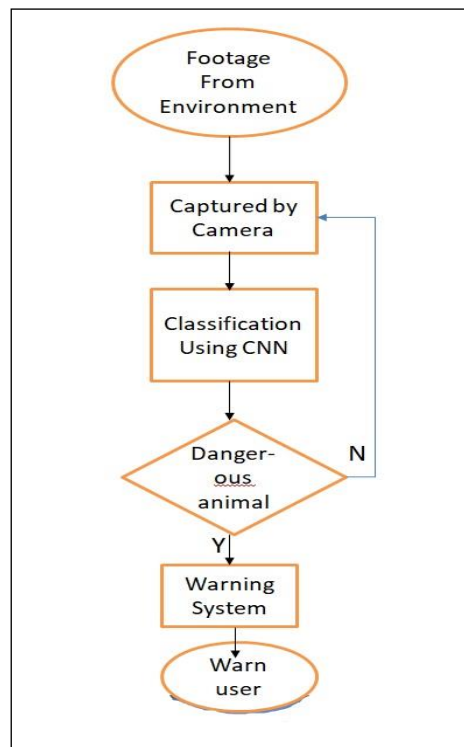 Footage
From
Environment
Captured by
Camera
Classification
Using CNN
Danger-
ous
animal
N
Y
Warning
System
Warn
user